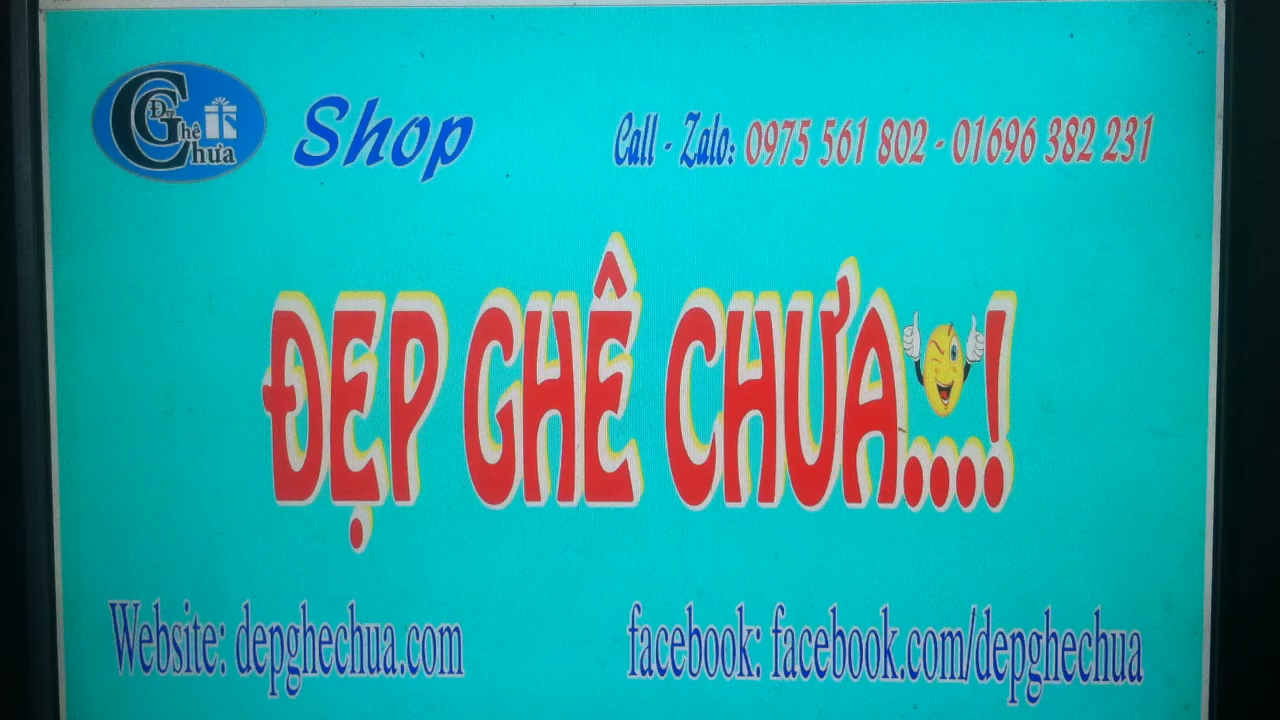 Đẹp
Ghê
Chưa
Shop
Call - Zalo: 0975 561 802 - 01696 382 231
ĐẸP GHÊ CHƯA....!
Website: depghechua.com
facebook: facebook.com/depghechua